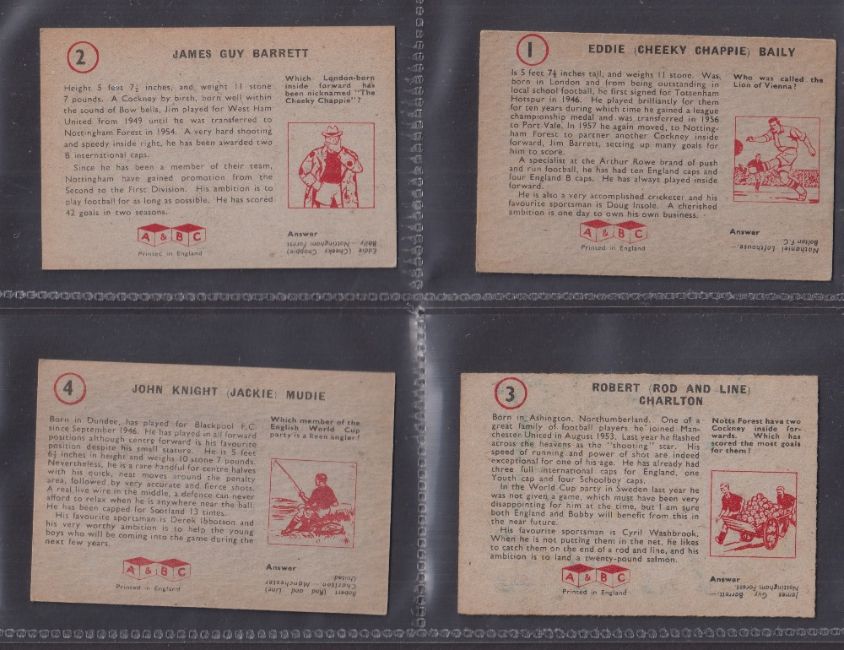 2
JAMES GUY BARRETT
Height 5 feet 7½ inches, and weighs 11 stone
7 pounds. A Cockney by birth, born well within
the sound of Bow bells, Jim played for West Ham
United from 1949 until he was transferred to
Nottingham Forest in 1954. A very hard shooting
and speedy inside right, he has been awarded two
B international caps.
Since he has been a member of their team,
Nottingham have gained promotion from the
Second to the First Division. His ambition is to
play football for as long as possible. He has scored
42 goals in two seasons.
A & B C
Printed in England
Which London-born
inside forward has
been nicknamed "The
Cheeky Chappie"?
Answer
Eddie (Cheeky Chappie)
Baily — Nottingham Forest
1
EDDIE (CHEEKY CHAPPIE) BAILY
Is 5 feet 7½ inches tall, and weighs 11 stone. Was
born in London and from being outstanding in
local school football, he first signed for Tottenham
Hotspur in 1946. He played brilliantly for them
for ten years during which time he gained a league
championship medal and was transferred in 1956
to Port Vale. In 1957 he again moved, to Notting-
ham Forest to partner another Cockney inside
forward, Jim Barrett, setting up many goals for
him to score.
A specialist at the Arthur Rowe brand of push
and run football, he has had ten England caps and
four England B caps. He has always played inside
forward.
He is also a very accomplished cricketer and his
favourite sportsman is Doug Insole. A cherished
ambition is one day to own his own business.
A & B C
Printed in England
Who was called the
Lion of Vienna?
Answer
Nathaniel Lofthouse—
Bolton F.C.
4
JOHN KNIGHT (JACKIE) MUDIE
Born in Dundee, has played for Blackpool F.C.
since September 1946. He has played in all forward
positions although centre forward is his favourite
position despite his small stature. He is 5 feet
6½ inches in height and weighs 10 stone 7 pounds.
Nevertheless, he is a rare handful for centre halves
with his quick, neat moves around the penalty
area, followed by very accurate and fierce shots.
A real live wire in the middle, a defence can never
afford to relax when he is anywhere near the ball.
He has been capped for Scotland 13 times.
His favourite sportsman is Derek Ibbotson and
his very worthy ambition is to help the young
boys who will be coming into the game during the
next few years.
A & B C
Printed in England
Which member of the
English World Cup
party is a keen angler?
Answer
Robert (Rod and Line)
Charlton — Manchester
United
3
ROBERT (ROD AND LINE)
CHARLTON
Born in Ashington, Northumberland. One of a
great family of football players he joined Man-
chester United in August 1953. Last year he flashed
across the heavens as the "shooting" star. His
speed of running and power of shot are indeed
exceptional for one of his age. He has already had
three full international caps for England, one
Youth cap and four Schoolboy caps.
In the World Cup party in Sweden last year he
was not given a game, which must have been very
disappointing for him at the time, but I am sure
both England and Bobby will benefit from this in
the near future.
His favourite sportsman is Cyril Washbrook.
When he is not putting them in the net, he likes
to catch them on the end of a rod and line, and his
ambition is to land a twenty-pound salmon.
A & B C
Printed in England
Notts Forest have two
Cockney inside for-
wards. Which has
scored the most goals
for them?
Answer
James Guy Barrett—
Nottingham Forest.